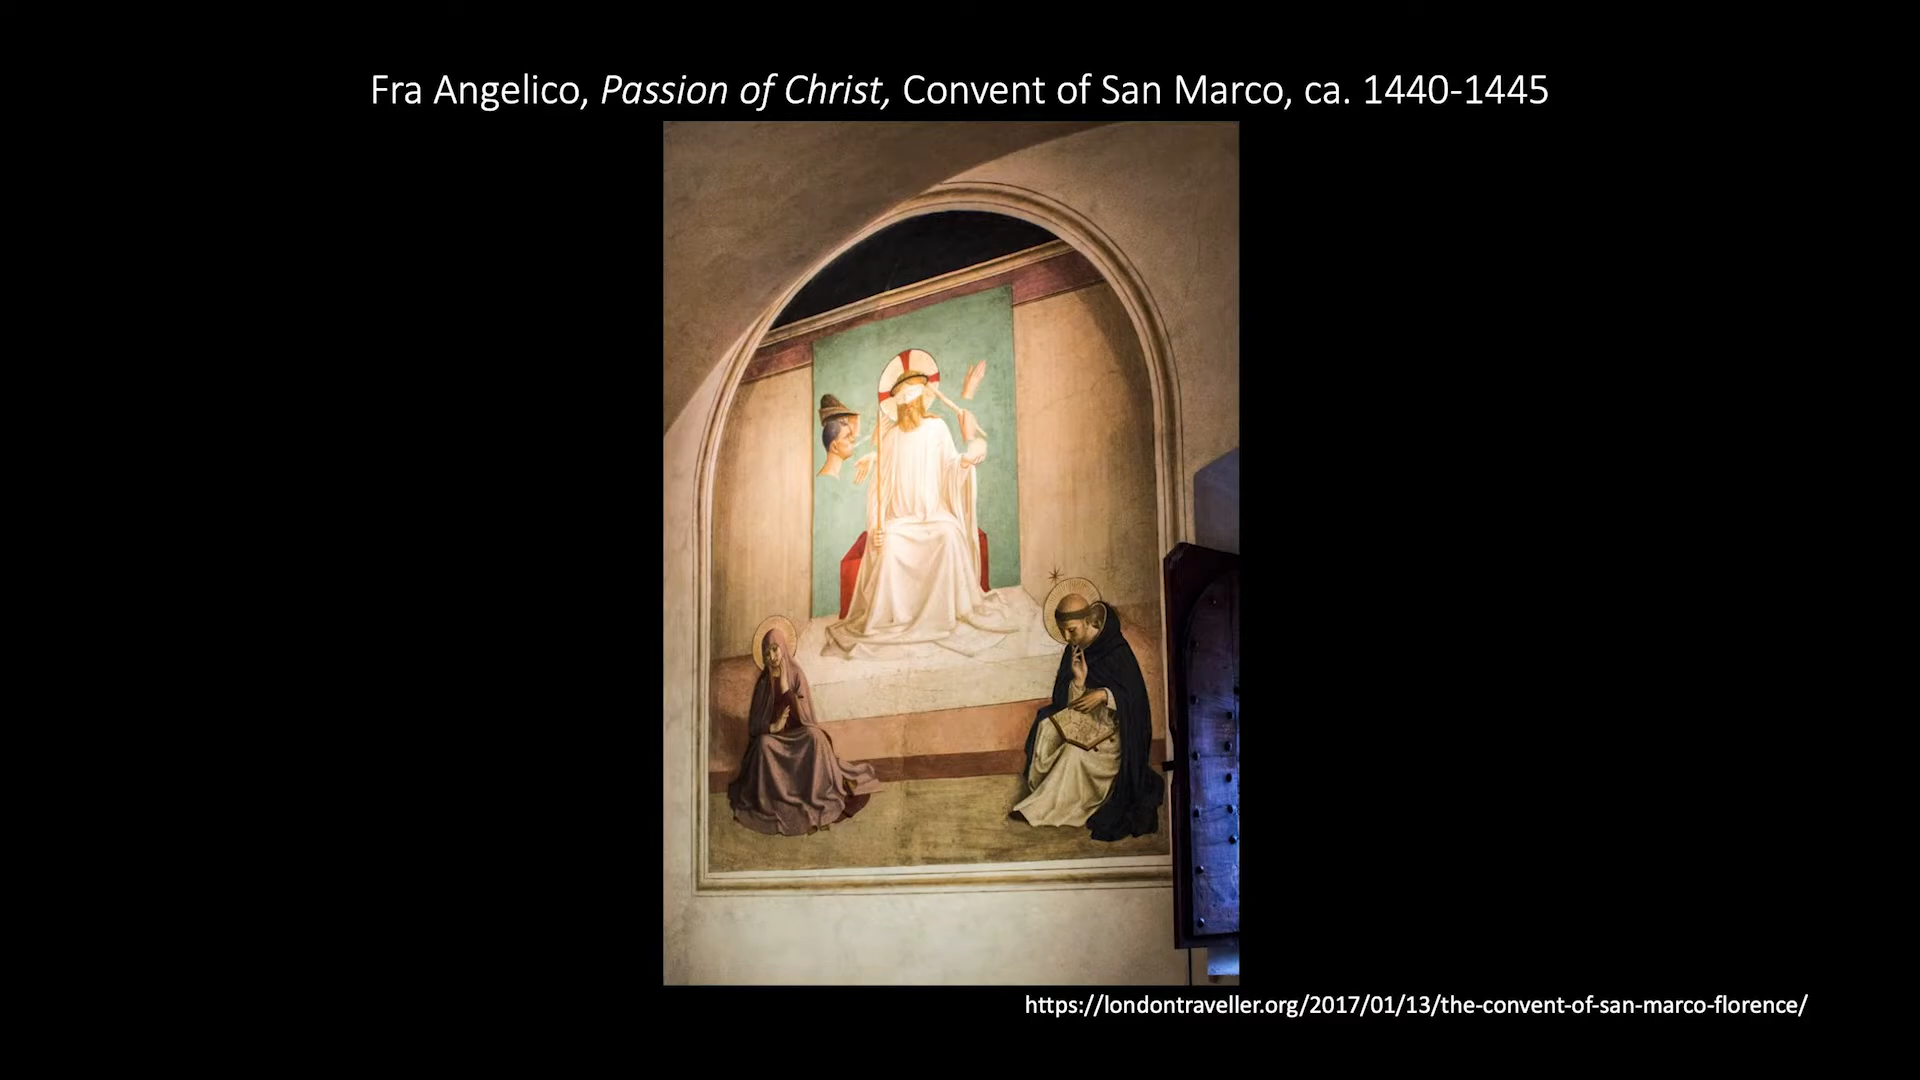 Fra Angelico, Passion of Christ, Convent of San Marco, ca. 1440-1445
https://londontraveller.org/2017/01/13/the-convent-of-san-marco-florence/